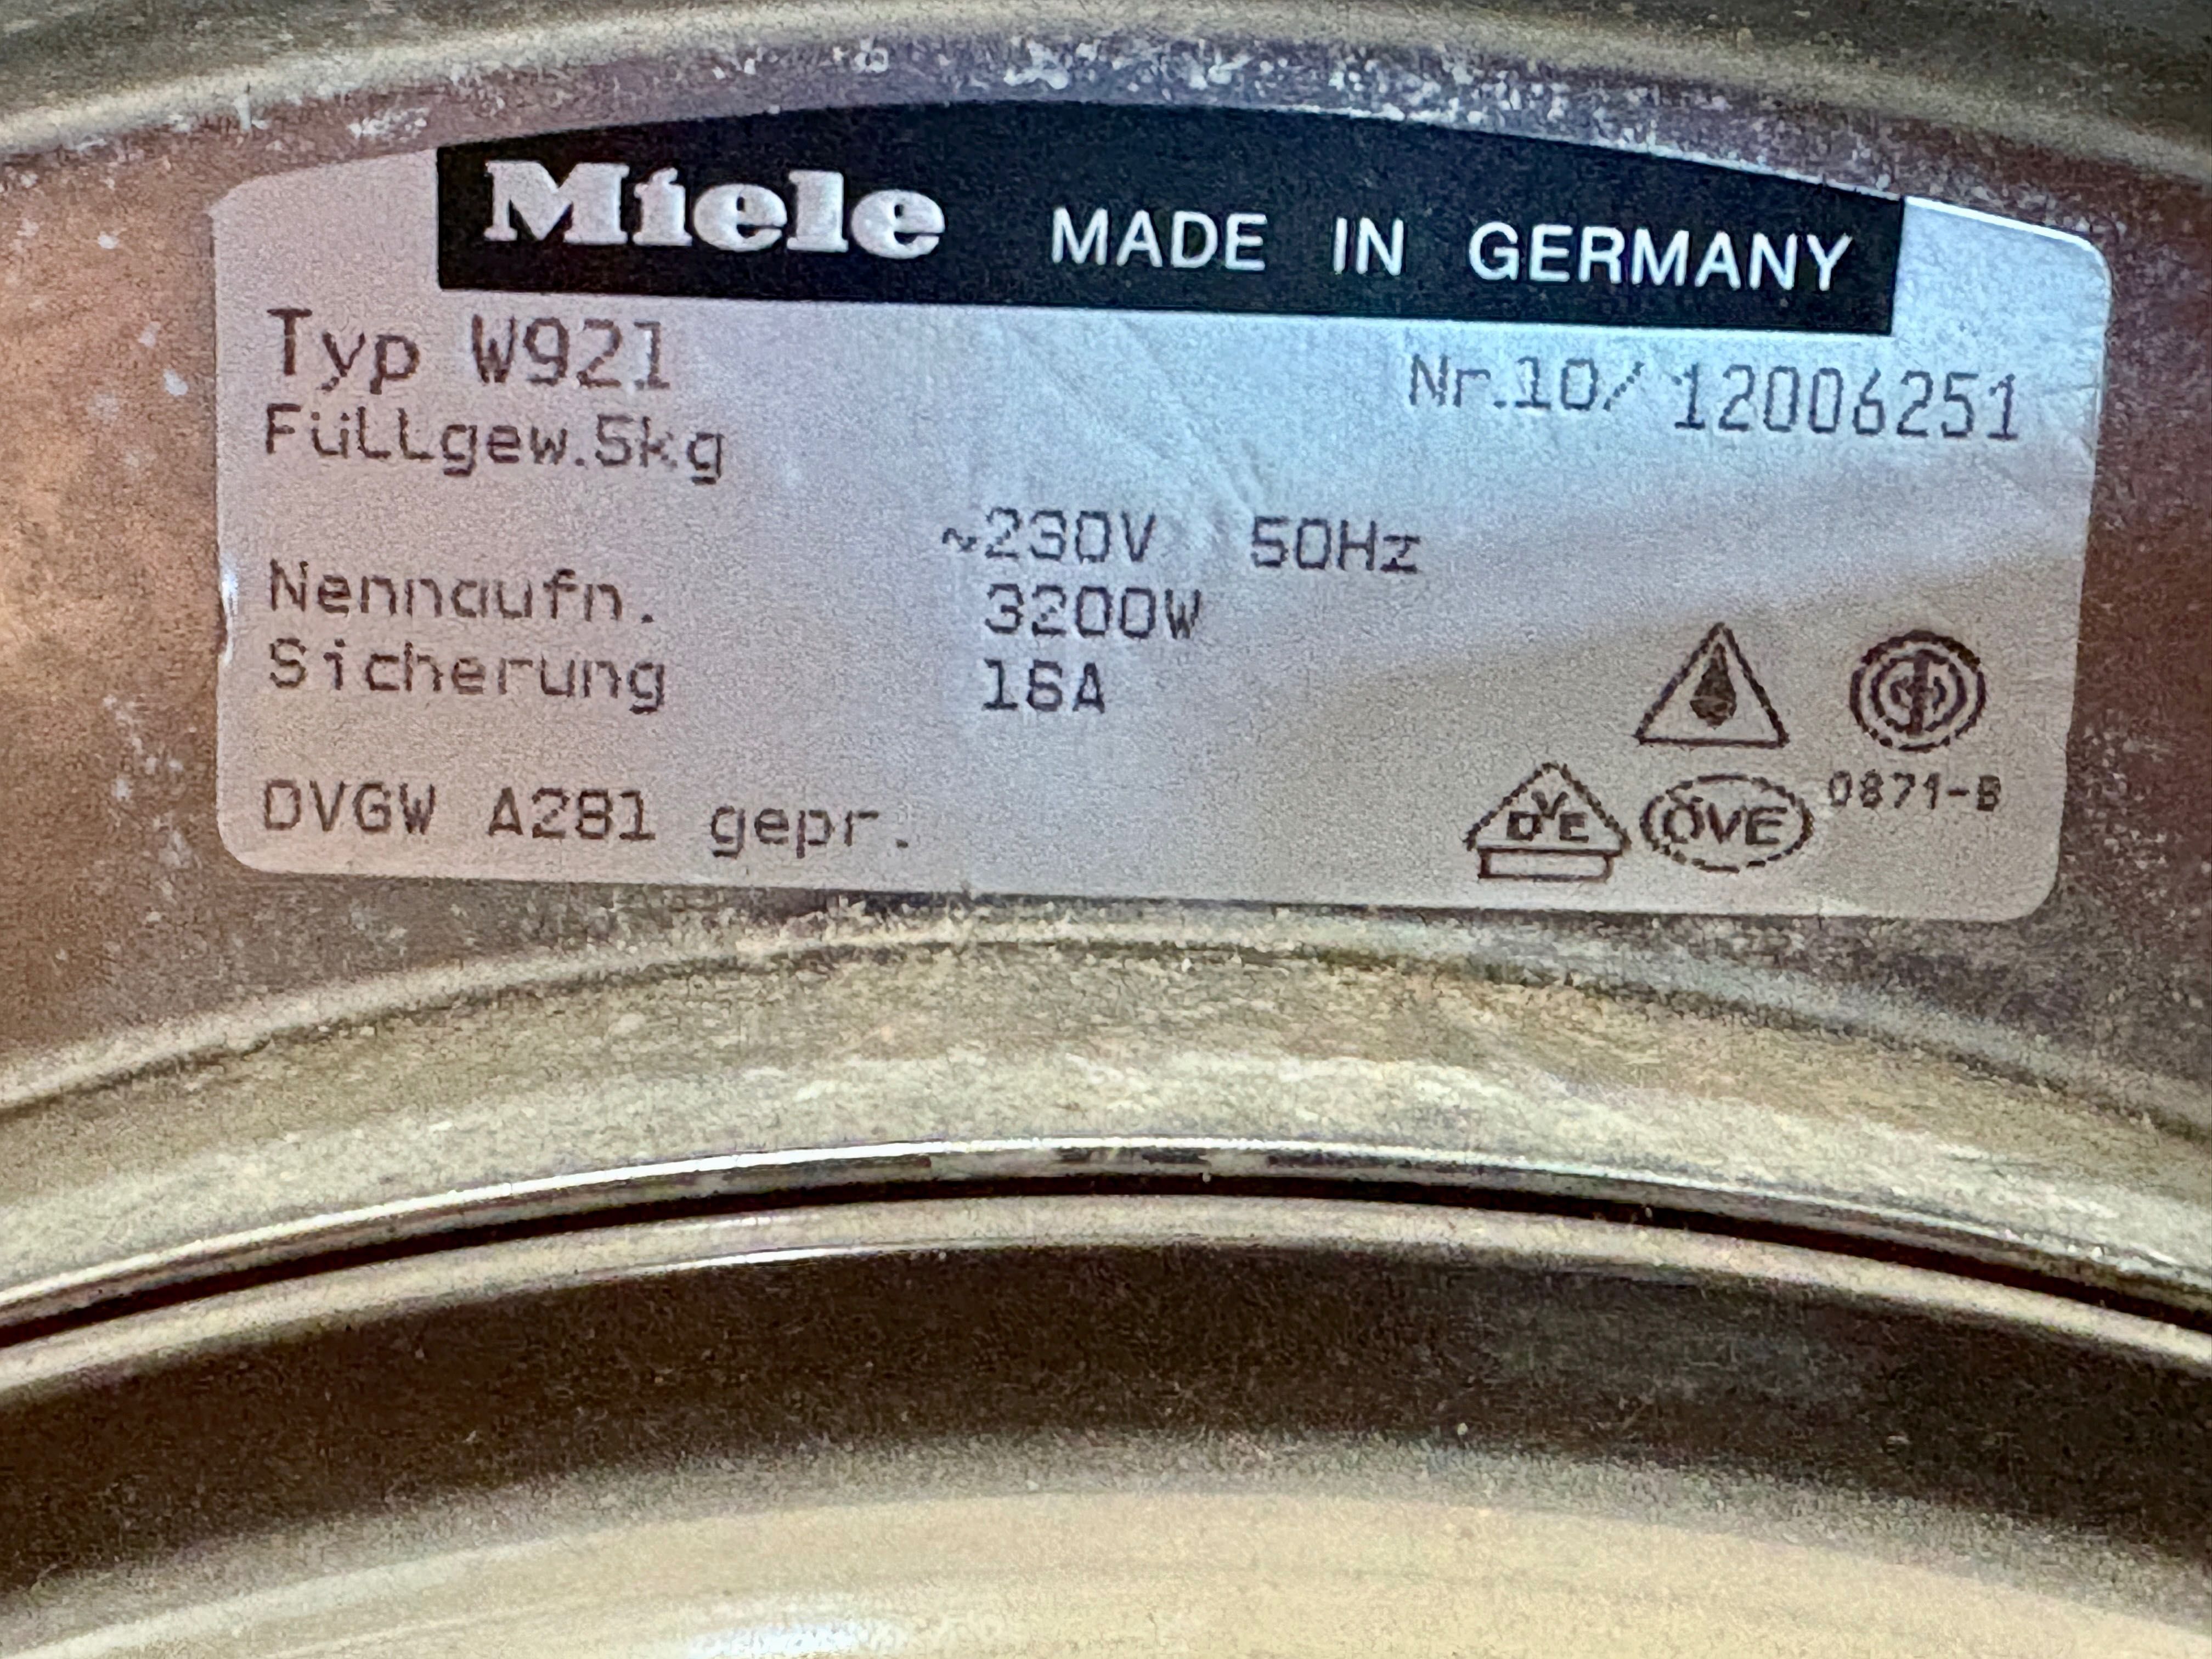 Miele MADE IN GERMANY
Typ W921
Nr.10/12006251
Füllgew.5kg
~230V 50Hz
Nennaufn. 3200W
Sicherung 16A
DVGW A281 gepr.
DVE
ÖVE
0871-B